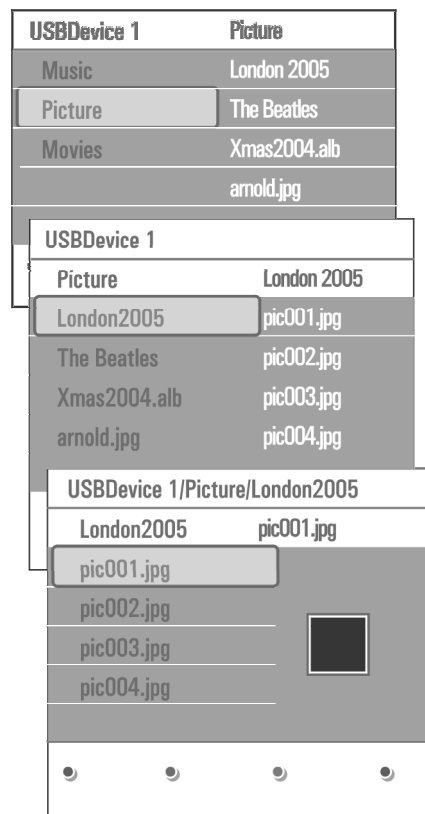 USBDevice 1 Picture
Music London 2005
Picture The Beatles
Movies Xmas2004.alb
arnold.jpg
USBDevice 1
Picture London 2005
London2005 pic001.jpg
The Beatles pic002.jpg
Xmas2004.alb pic003.jpg
arnold.jpg pic004.jpg
USBDevice 1/Picture/London2005
London2005 pic001.jpg
pic001.jpg
pic002.jpg
pic003.jpg
pic004.jpg